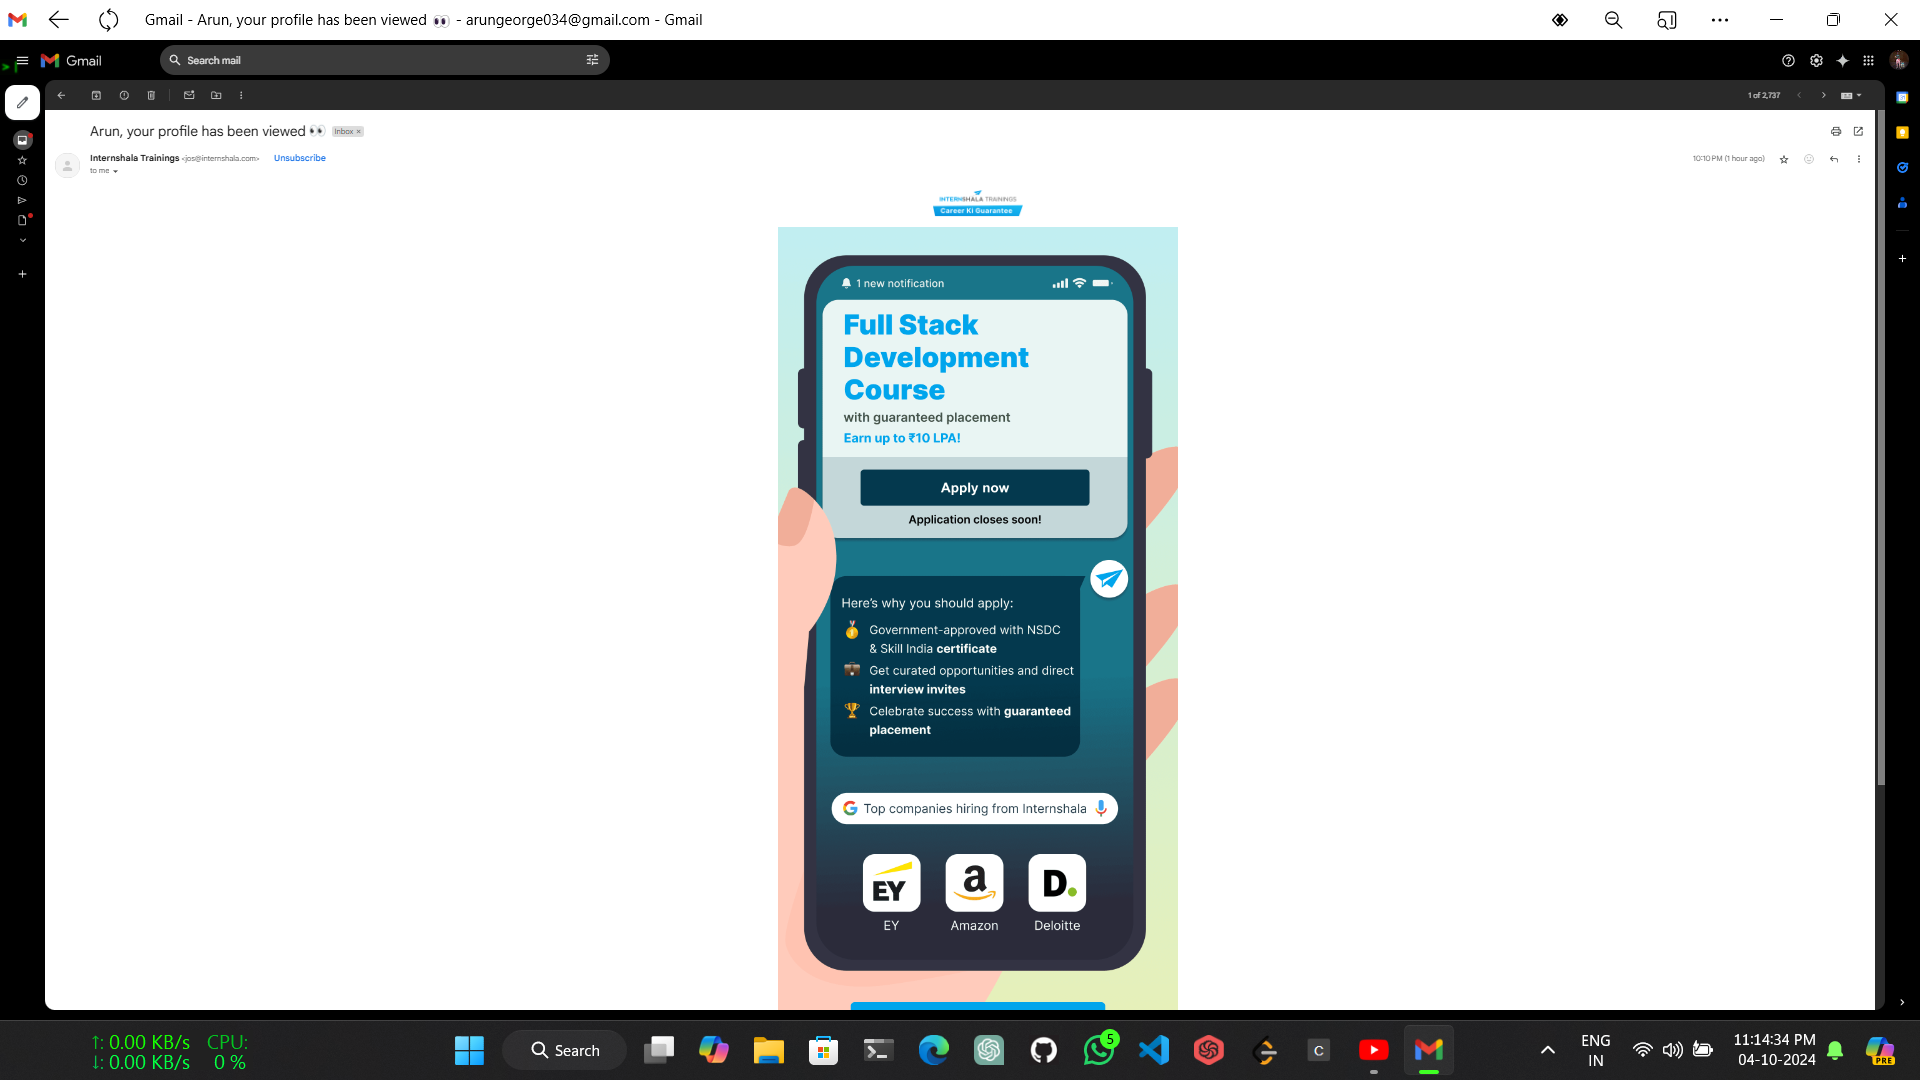 Gmail - Arun, your profile has been viewed 👀 - arungeorge034@gmail.com - Gmail
Gmail
Search mail
1 of 2,737
Arun, your profile has been viewed 👀 Inbox ×
Internshala Trainings <jos@internshala.com> Unsubscribe
10:10 PM (1 hour ago)
to me
INTERNSHALA TRAININGS
Career Ki Guarantee
1 new notification
Full Stack
Development
Course
with guaranteed placement
Earn up to ₹10 LPA!
Apply now
Application closes soon!
Here's why you should apply:
Government-approved with NSDC
& Skill India certificate
Get curated opportunities and direct
interview invites
Celebrate success with guaranteed
placement
Top companies hiring from Internshala
EY
a
D.
EY
Amazon
Deloitte
↑: 0.00 KB/s CPU:
↓: 0.00 KB/s 0 %
Search
5
C
PRE
ENG
IN
11:14:34 PM
04-10-2024